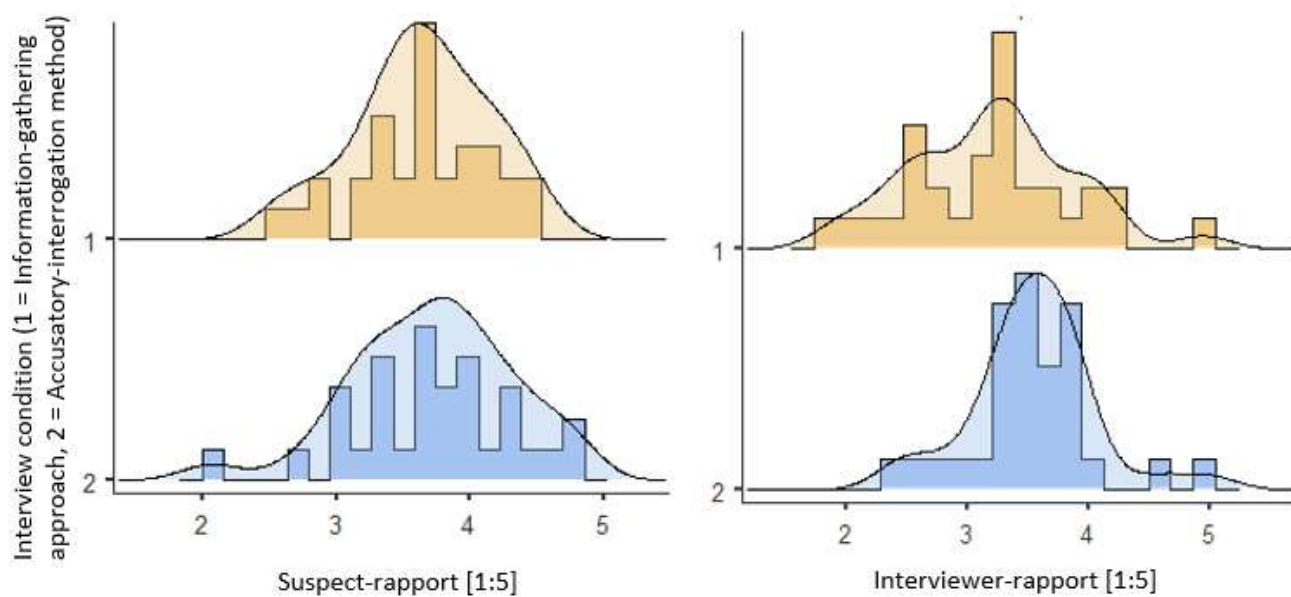 Interview condition (1 = Information-gathering
approach, 2 = Accusatory-interrogation method)
1
2
2 3 4 5
Suspect-rapport [1:5]
1
2
2 3 4 5
Interviewer-rapport [1:5]